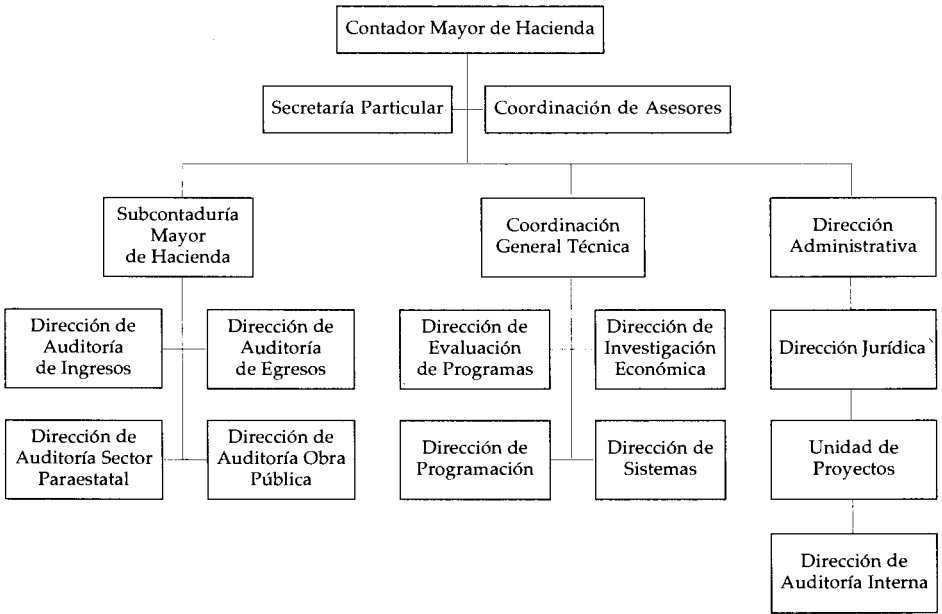 Contador Mayor de Hacienda
Secretaría Particular
Coordinación de Asesores
Subcontaduría
Mayor
de Hacienda
Coordinación
General Técnica
Dirección
Administrativa
Dirección de
Auditoría
de Ingresos
Dirección de
Auditoría
de Egresos
Dirección de
Evaluación
de Programas
Dirección de
Investigación
Económica
Dirección Jurídica
Dirección de
Auditoría Sector
Paraestatal
Dirección de
Auditoría Obra
Pública
Dirección de
Programación
Dirección de
Sistemas
Unidad de
Proyectos
Dirección de
Auditoría Interna